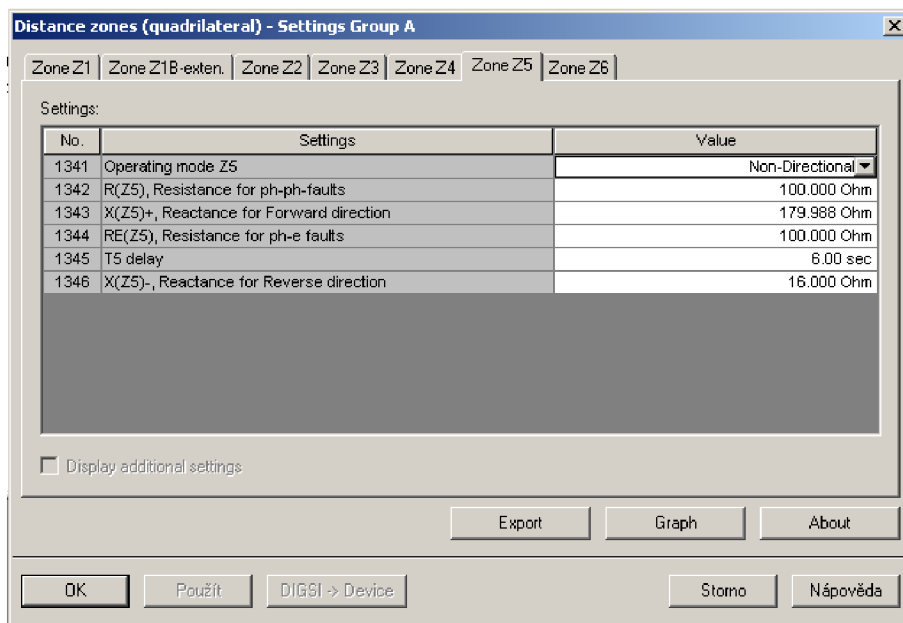 Distance zones (quadrilateral) - Settings Group A
Zone Z1 Zone Z1B-exten. Zone Z2 Zone Z3 Zone Z4 Zone Z5 Zone Z6
Settings:
No. Settings Value
1341 Operating mode Z5 Non-Directional
1342 R(Z5), Resistance for ph-ph-faults 100.000 Ohm
1343 X(Z5)+, Reactance for Forward direction 179.988 Ohm
1344 RE(Z5), Resistance for ph-e faults 100.000 Ohm
1345 T5 delay 6.00 sec
1346 X(Z5)-, Reactance for Reverse direction 16.000 Ohm
Display additional settings
Export Graph About
OK Použít DIGSI -> Device Storno Nápověda